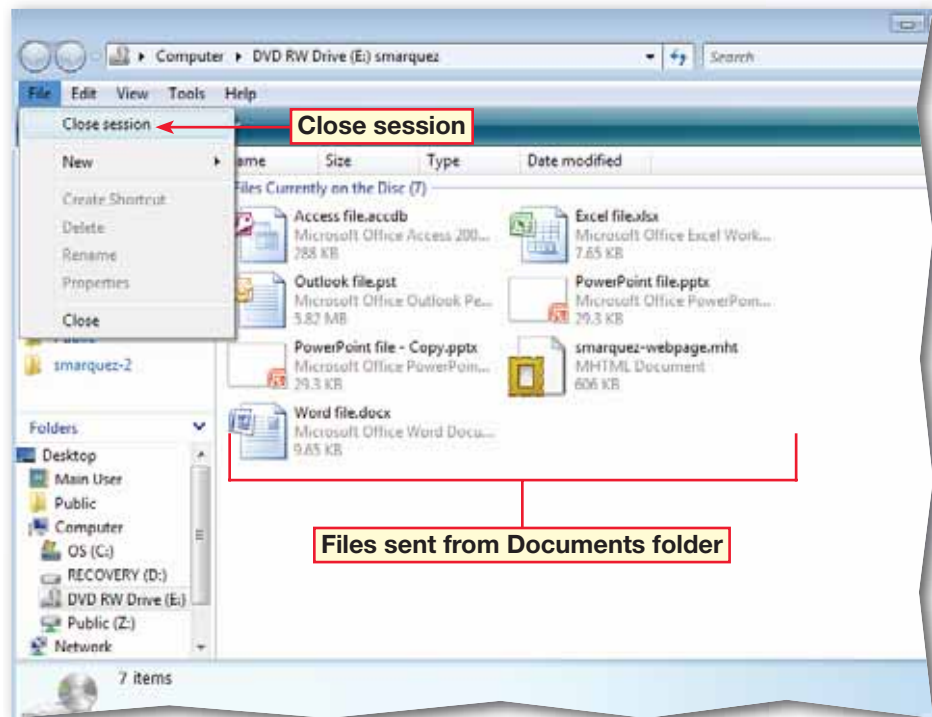 Computer ▸ DVD RW Drive (E:) smarquez
Search
File Edit View Tools Help
Close session
Close session
New
Create Shortcut
Delete
Rename
Properties
Close
ame Size Type Date modified
Files Currently on the Disc (7)
Access file.accdb
Microsoft Office Access 200...
288 KB
Excel file.xlsx
Microsoft Office Excel Work...
7.65 KB
Outlook file.pst
Microsoft Office Outlook Pe...
5.82 MB
PowerPoint file.pptx
Microsoft Office PowerPoin...
29.3 KB
PowerPoint file - Copy.pptx
Microsoft Office PowerPoin...
29.3 KB
smarquez-webpage.mht
MHTML Document
606 KB
Word file.docx
Microsoft Office Word Docu...
9.65 KB
Files sent from Documents folder
Public
smarquez-2
Folders
Desktop
Main User
Public
Computer
OS (C:)
RECOVERY (D:)
DVD RW Drive (E:)
Public (Z:)
Network
7 items